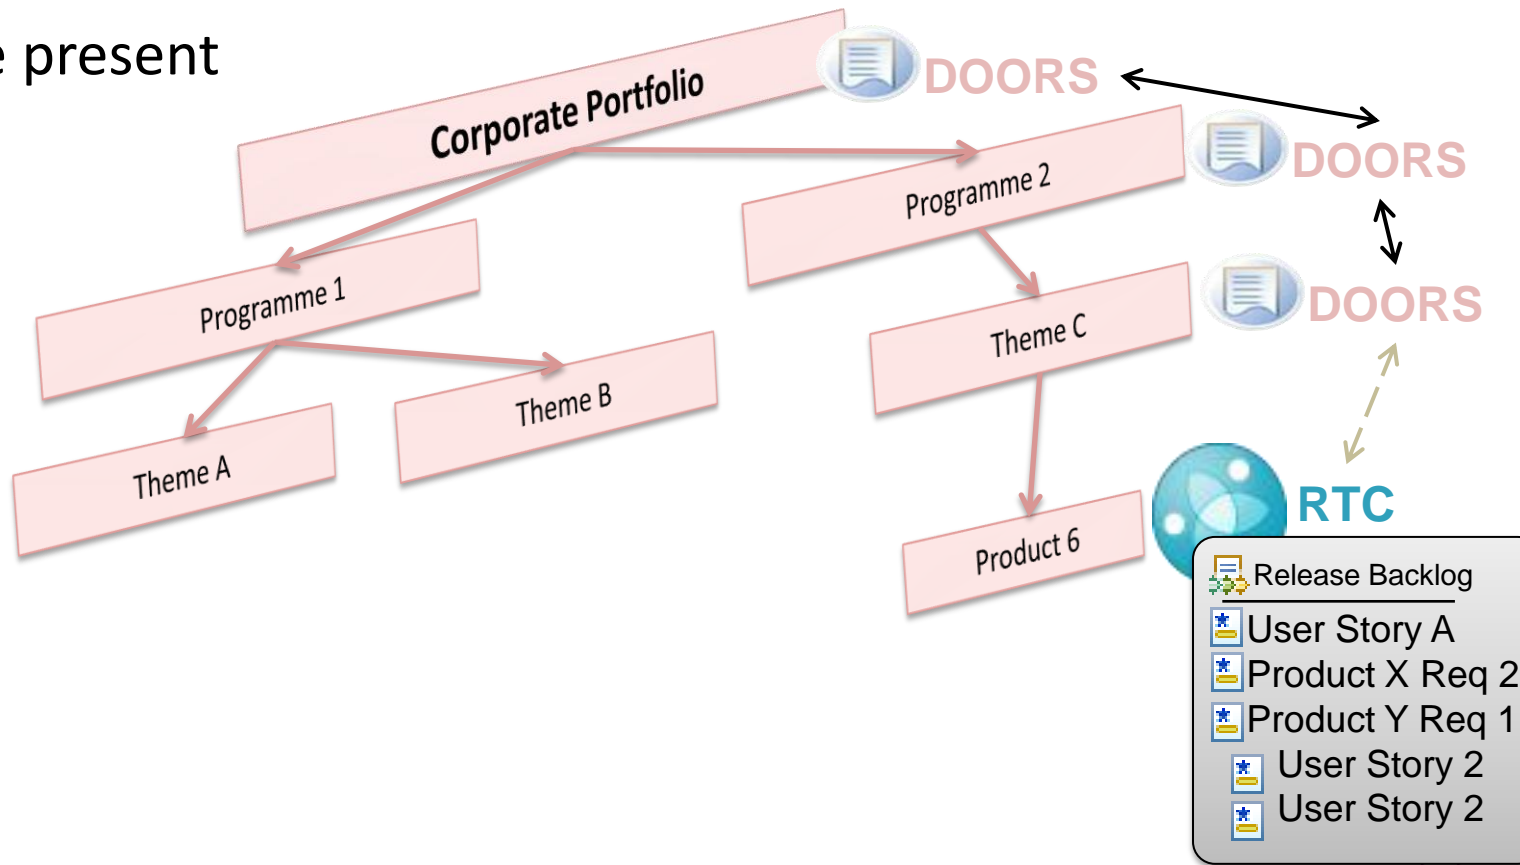 present
Corporate Portfolio
DOORS
DOORS
Programme 2
Programme 1
DOORS
Theme C
Theme B
Theme A
RTC
Product 6
Release Backlog
User Story A
Product X Req 2
Product Y Req 1
User Story 2
User Story 2